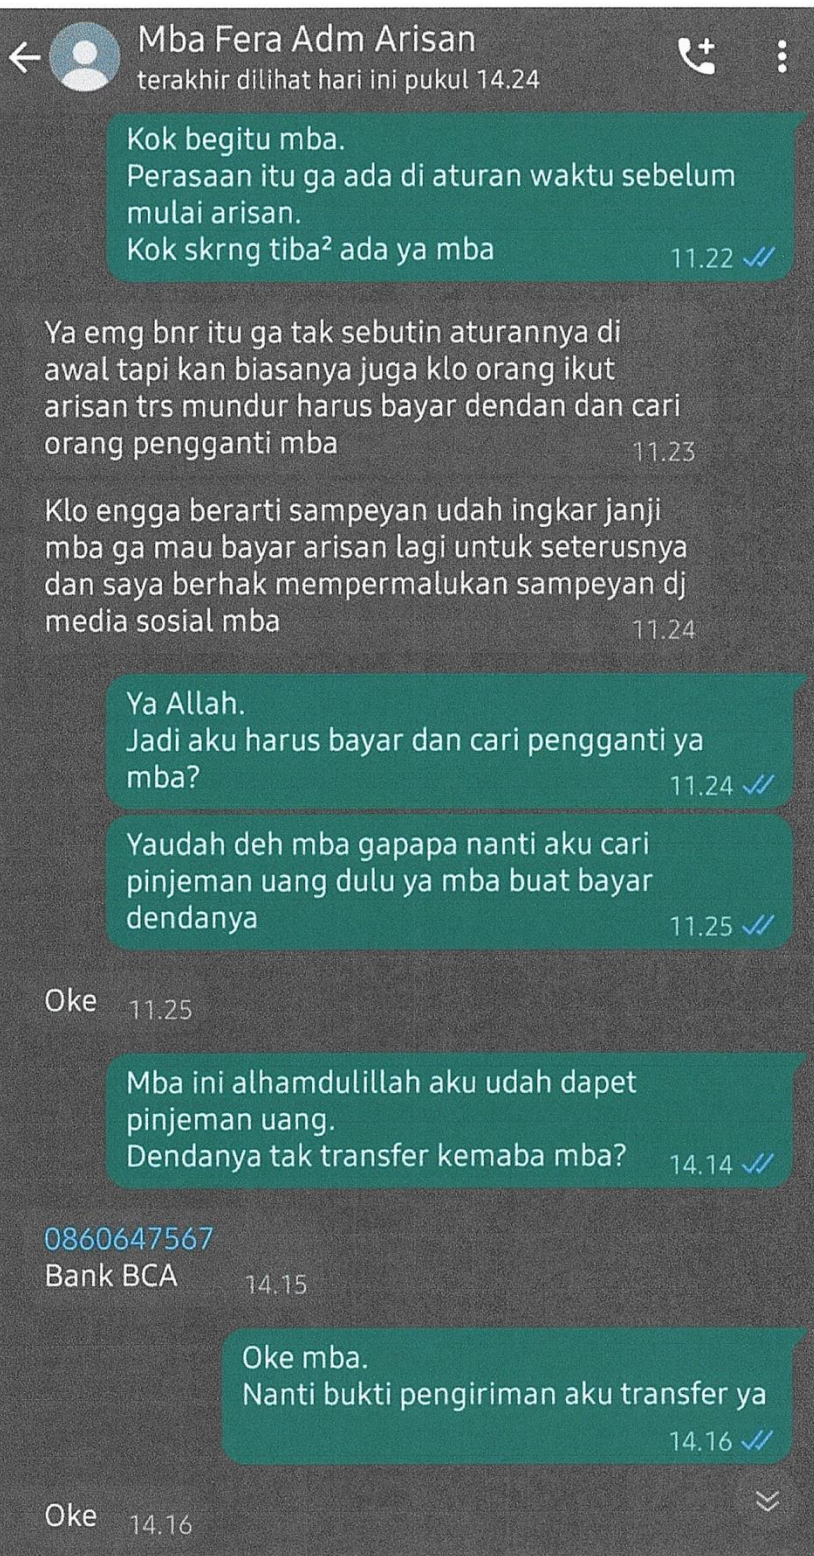 Mba Fera Adm Arisan
terakhir dilihat hari ini pukul 14.24
Kok begitu mba.
Perasaan itu ga ada di aturan waktu sebelum
mulai arisan.
Kok skrng tiba² ada ya mba
11.22
Ya emg bnr itu ga tak sebutin aturannya di
awal tapi kan biasanya juga klo orang ikut
arisan trs mundur harus bayar dendan dan cari
orang pengganti mba
11.23
Klo engga berarti sampeyan udah ingkar janji
mba ga mau bayar arisan lagi untuk seterusnya
dan saya berhak mempermalukan sampeyan dj
media sosial mba
11.24
Ya Allah.
Jadi aku harus bayar dan cari pengganti ya
mba?
11.24
Yaudah deh mba gapapa nanti aku cari
pinjeman uang dulu ya mba buat bayar
dendanya
11.25
Oke
11.25
Mba ini alhamdulillah aku udah dapet
pinjeman uang.
Dendanya tak transfer kemaba mba?
14.14
0860647567
Bank BCA
14.15
Oke mba.
Nanti bukti pengiriman aku transfer ya
14.16
Oke
14.16